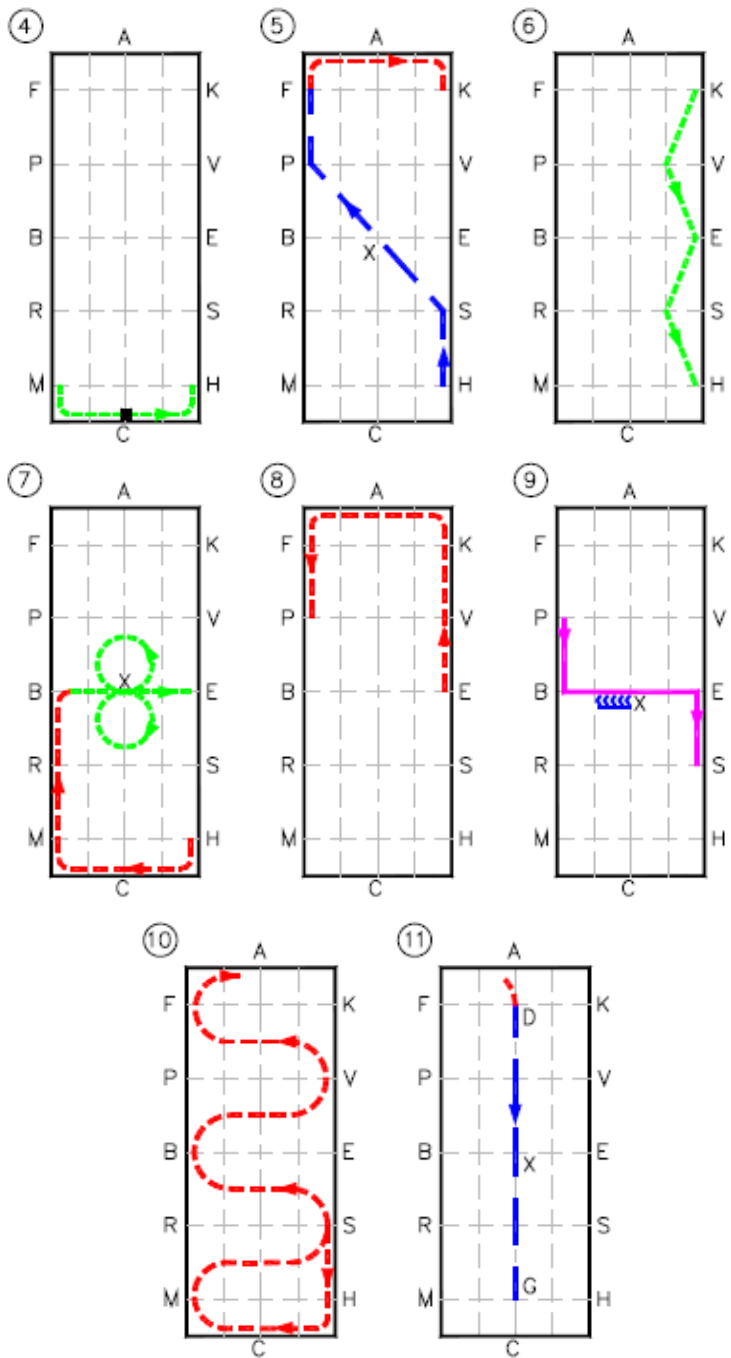 4 5 6
A A A
F K F K F K
P V P V P V
B E B X E B E
R S R S R S
M H M H M H
C C C
7 8 9
A A A
F K F K F K
P V P V P V
X
B E B E B E
X
R S R S R S
M H M H M H
C C C
10 11
A A
F K F D K
P V P V
B E B X E
R S R S
M H M G H
C C